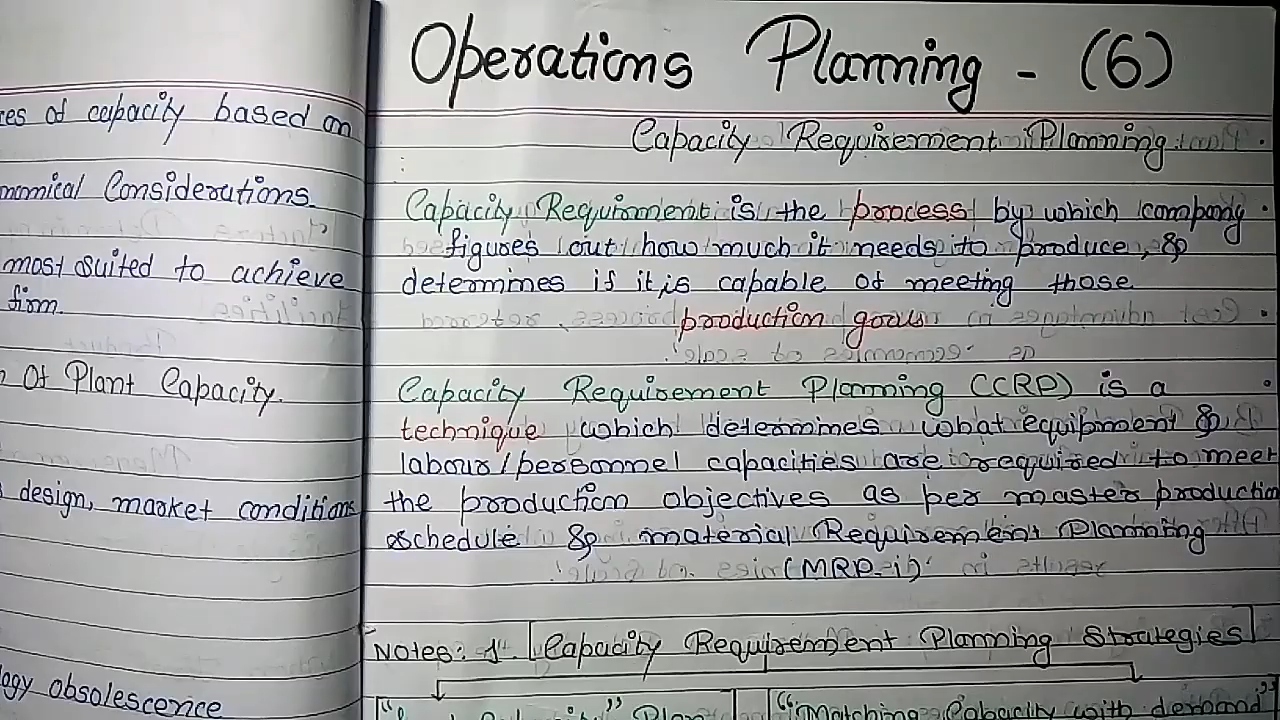 of capacity based on
Considerations.
most suited to achieve
firm.
Of Plant Capacity.
design, market conditions
obsolescence
Operations Planning - (6)
Capacity Requirement Planning
Capacity Requirment is the process by which company
figures out how much it needs to produce, &
determines if it is capable of meeting those
production goals
Capacity Requirement Planning (CRP) is a
technique which determines what equipment &
labour/personnel capacities are required to meet
the production objectives as per master production
schedule & material Requirement Planning
(MRP-i)
Notes: 1. Capacity Requirement Planning Strategies
Plan
"Matching Capacity with demand"